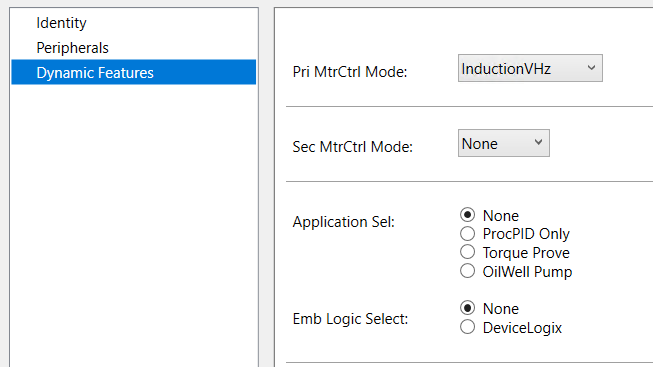 Identity
Peripherals
Dynamic Features
Pri MtrCtrl Mode: InductionVHz
Sec MtrCtrl Mode: None
Application Sel: None
ProcPID Only
Torque Prove
OilWell Pump
Emb Logic Select: None
DeviceLogix